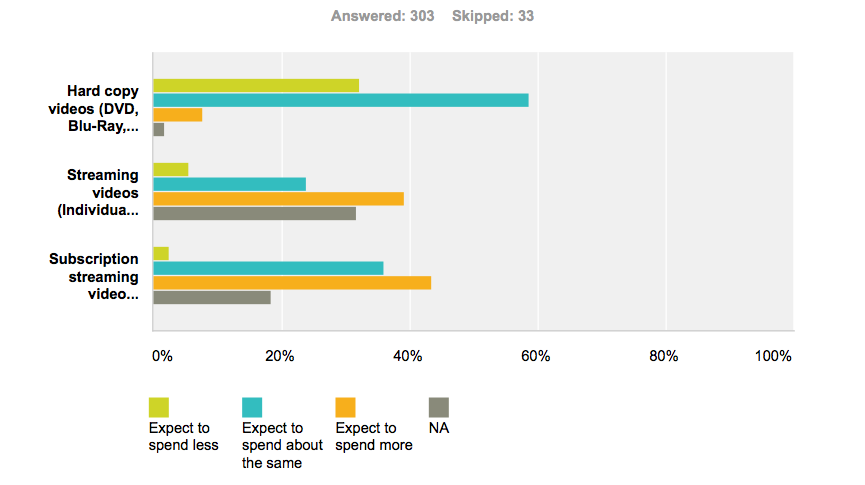 Answered: 303 Skipped: 33
Hard copy
videos (DVD,
Blu-Ray,...
Streaming
videos
(Individua...
Subscription
streaming
video...
0% 20% 40% 60% 80% 100%
Expect to
spend less
Expect to
spend about
the same
Expect to
spend more
NA